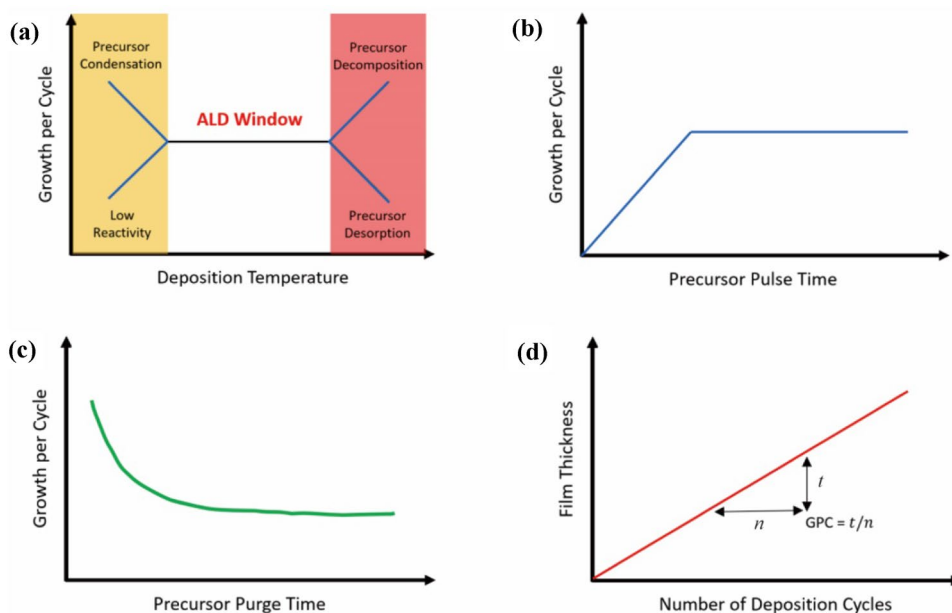 (a)
Growth per Cycle
Precursor
Condensation
Low
Reactivity
ALD Window
Precursor
Decomposition
Precursor
Desorption
Deposition Temperature
(b)
Growth per Cycle
Precursor Pulse Time
(c)
Growth per Cycle
Precursor Purge Time
(d)
Film Thickness
t
n
GPC = t/n
Number of Deposition Cycles